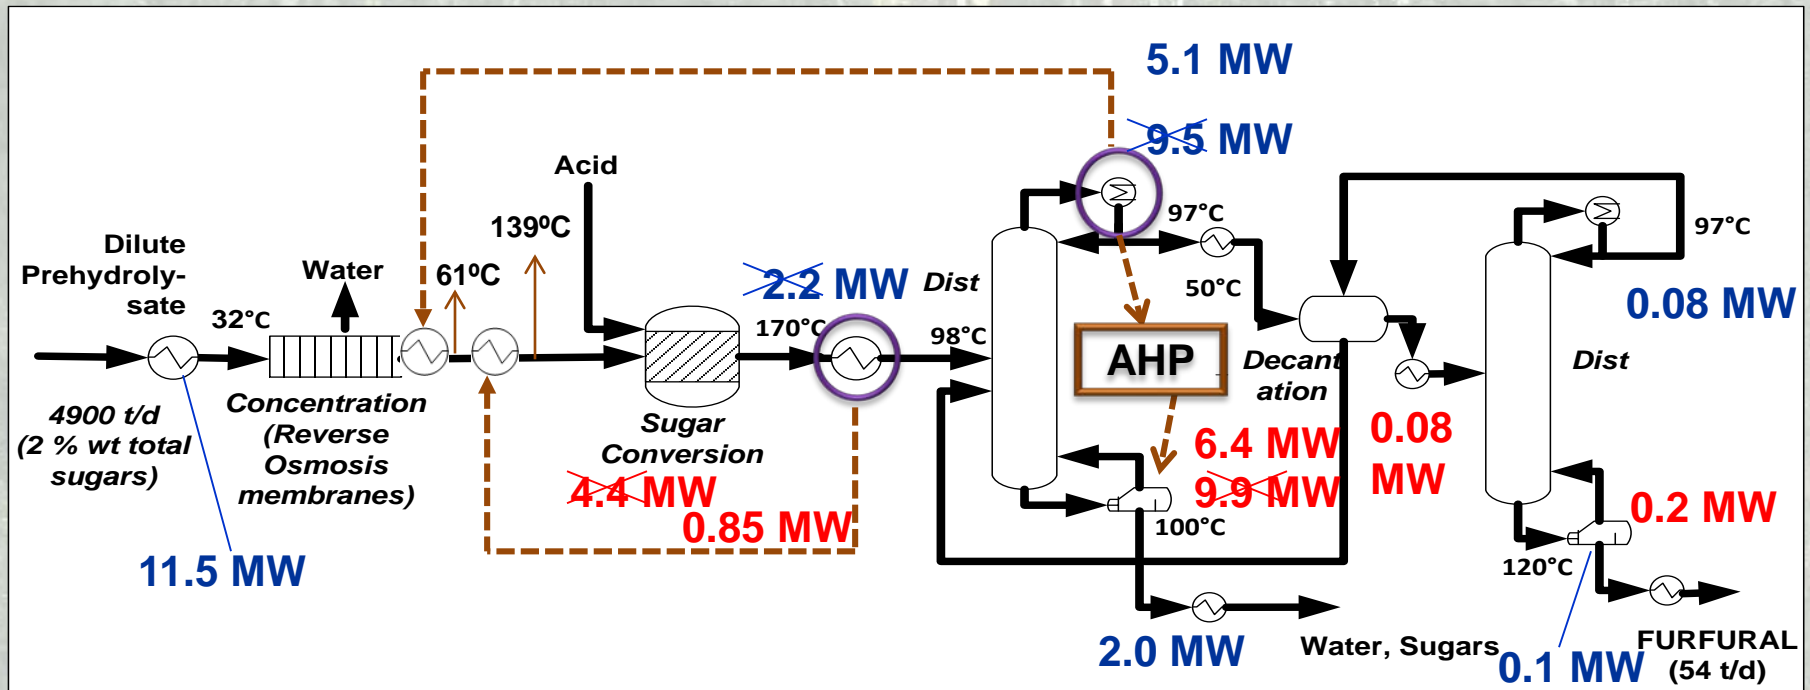 5.1 MW
9.5 MW
Acid
139ºC
Dilute
Prehydroly-
sate
Water
61ºC
32°C
2.2 MW
170°C
Dist
98°C
97°C
50°C
97°C
0.08 MW
AHP
Decant
ation
Dist
4900 t/d
(2 % wt total
sugars)
Concentration
(Reverse
Osmosis
membranes)
Sugar
Conversion
4.4 MW
0.85 MW
6.4 MW
9.9 MW
0.08
MW
100°C
0.2 MW
120°C
11.5 MW
2.0 MW
Water, Sugars
0.1 MW
FURFURAL
(54 t/d)